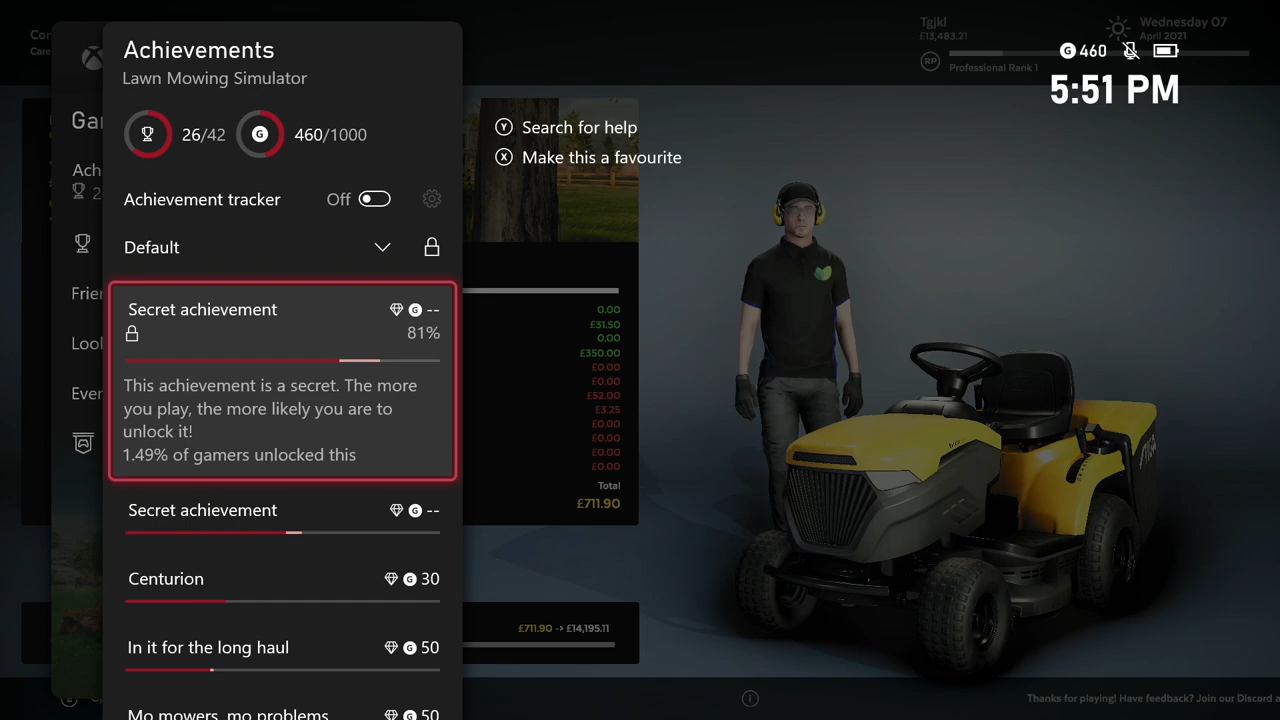 Achievements
Lawn Mowing Simulator
26/42
G
460/1000
Achievement tracker
Off
Default
Secret achievement
G --
81%
This achievement is a secret. The more
you play, the more likely you are to
unlock it!
1.49% of gamers unlocked this
Secret achievement
G --
Centurion
G 30
In it for the long haul
G 50
Mo mowers, mo problems
G 50
Y Search for help
X Make this a favourite
0.00
£31.50
0.00
£350.00
£0.00
£0.00
£52.00
£3.25
£0.00
£0.00
£0.00
£0.00
Total
£711.90
£711.90 -> £14,195.11
Tgjkl
£13,483.21
RP
Professional Rank 1
Wednesday 07
April 2021
G 460
5:51 PM
STIGA
Thanks for playing! Have feedback? Join our Discord a